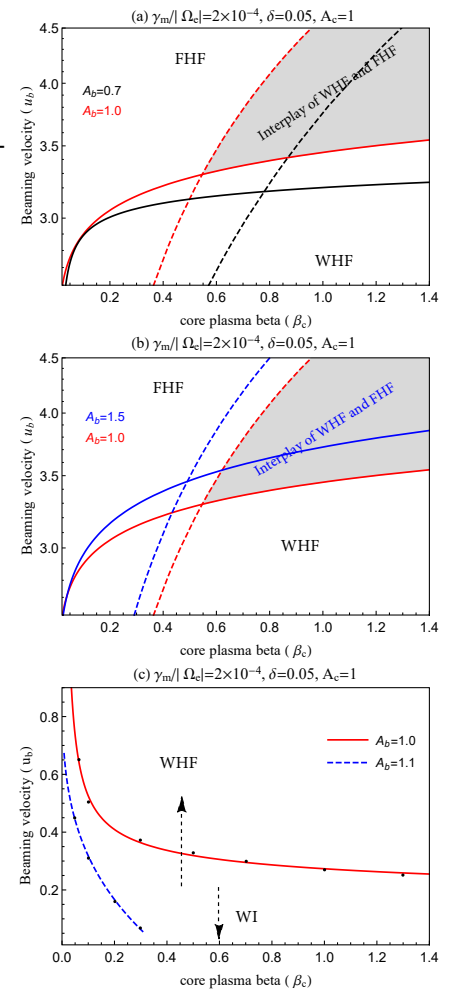 (a) γm/| Ωe|=2×10⁻⁴, δ=0.05, Ac=1
4.5
4.0
3.5
3.0
Beaming velocity ( ub)
FHF
Ab=0.7
Ab=1.0
Interplay of WHF and FHF
WHF
0.2 0.4 0.6 0.8 1.0 1.2 1.4
core plasma beta ( βc)
(b) γm/| Ωe|=2×10⁻⁴, δ=0.05, Ac=1
4.5
4.0
3.5
3.0
Beaming velocity ( ub)
FHF
Ab=1.5
Ab=1.0
Interplay of WHF and FHF
WHF
0.2 0.4 0.6 0.8 1.0 1.2 1.4
core plasma beta ( βc)
(c) γm/| Ωe|=2×10⁻⁴, δ=0.05, Ac=1
0.8
0.6
0.4
0.2
Beaming velocity ( ub)
Ab=1.0
Ab=1.1
WHF
WI
0.0 0.2 0.4 0.6 0.8 1.0 1.2 1.4
core plasma beta ( βc)